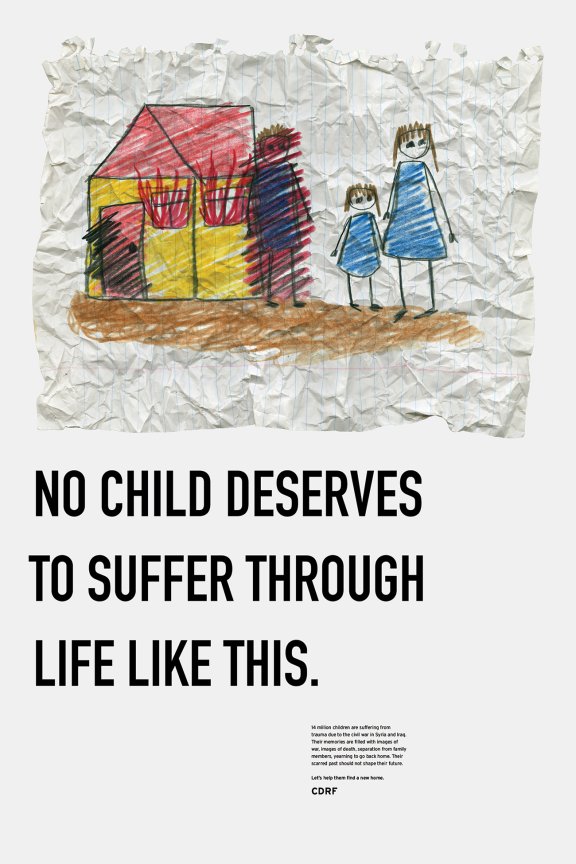 NO CHILD DESERVES
TO SUFFER THROUGH
LIFE LIKE THIS.
14 million children are suffering from
trauma due to the civil war in Syria and Iraq.
Their memories are filled with images of
war, images of death, separation from family
members, yearning to go back home. Their
scarred past should not shape their future.
Let's help them find a new home.
CDRF